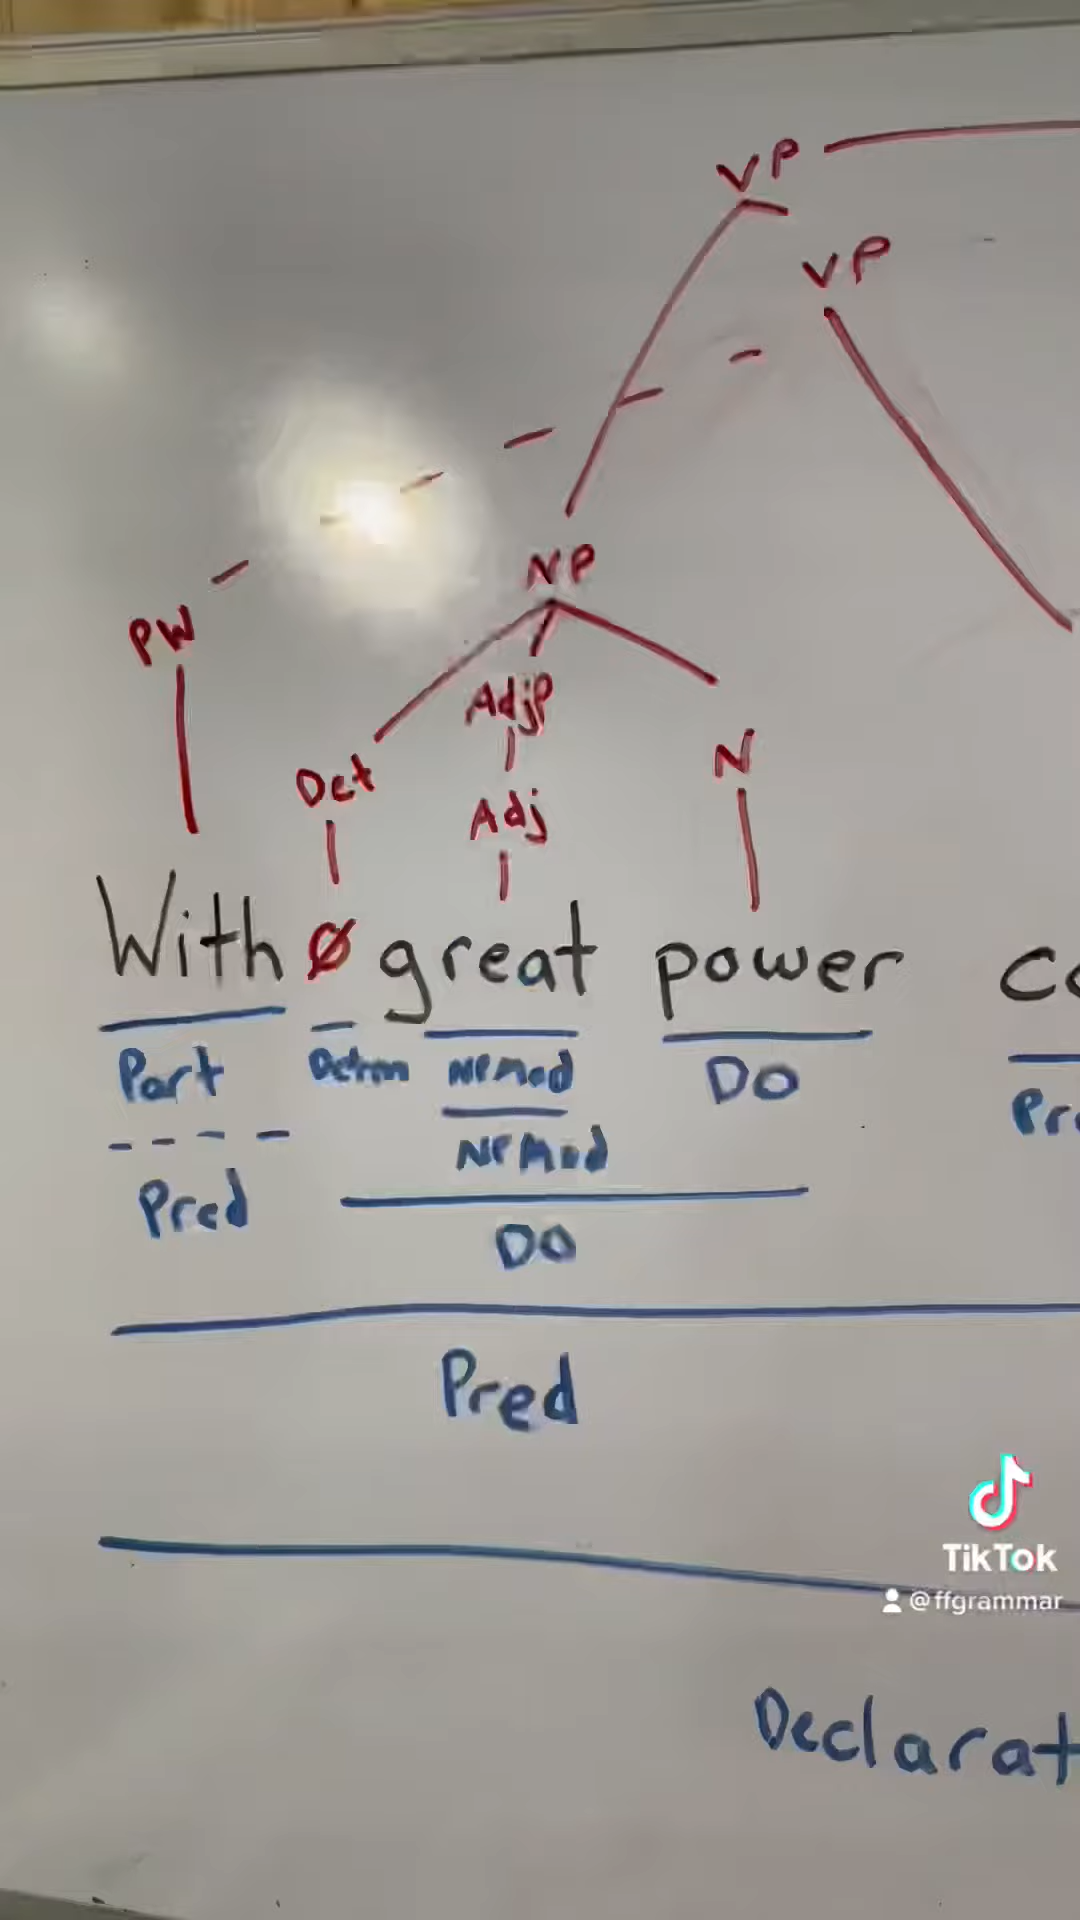 VP
VP
NP
PW
AdjP
Det
N
Adj
With Ø great power co
Part Detmn NPMod DO
Pre
NPMod
Pred
DO
Pred
TikTok
@ffgrammar
Declarat